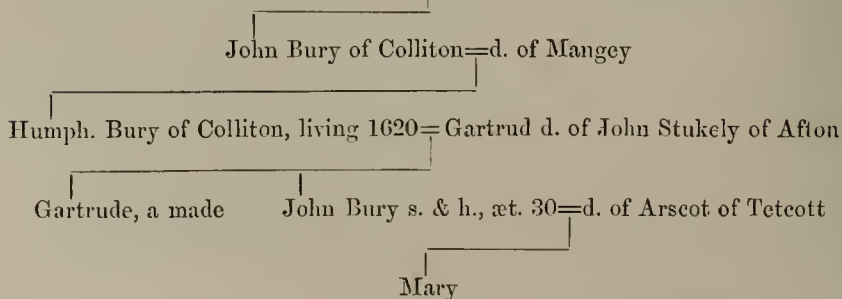 John Bury of Colliton=d. of Mangey
Humph. Bury of Colliton, living 1620=Gartrud d. of John Stukely of Afton
Gartrude, a made John Bury s. & h., æt. 30=d. of Arscot of Tetcott
Mary